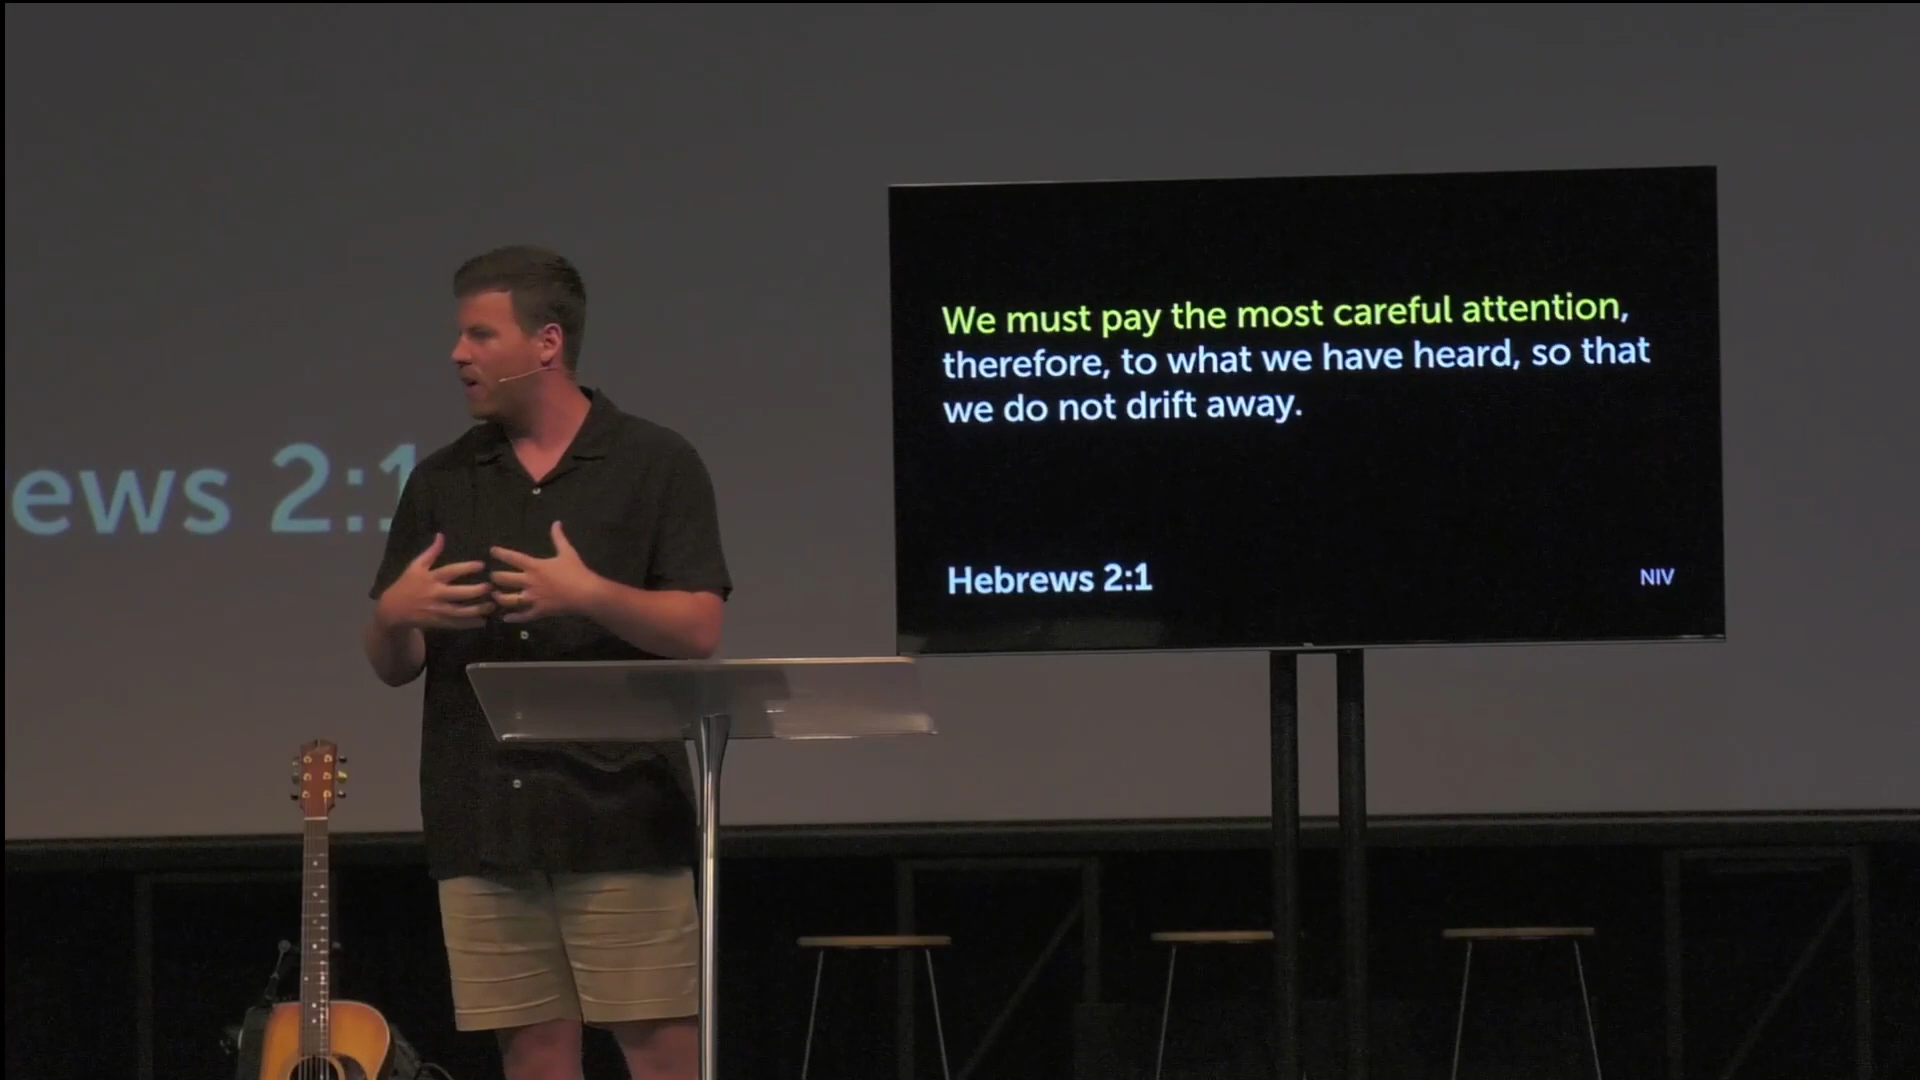 We must pay the most careful attention,
therefore, to what we have heard, so that
we do not drift away.
Hebrews 2:1
NIV
ews 2:1